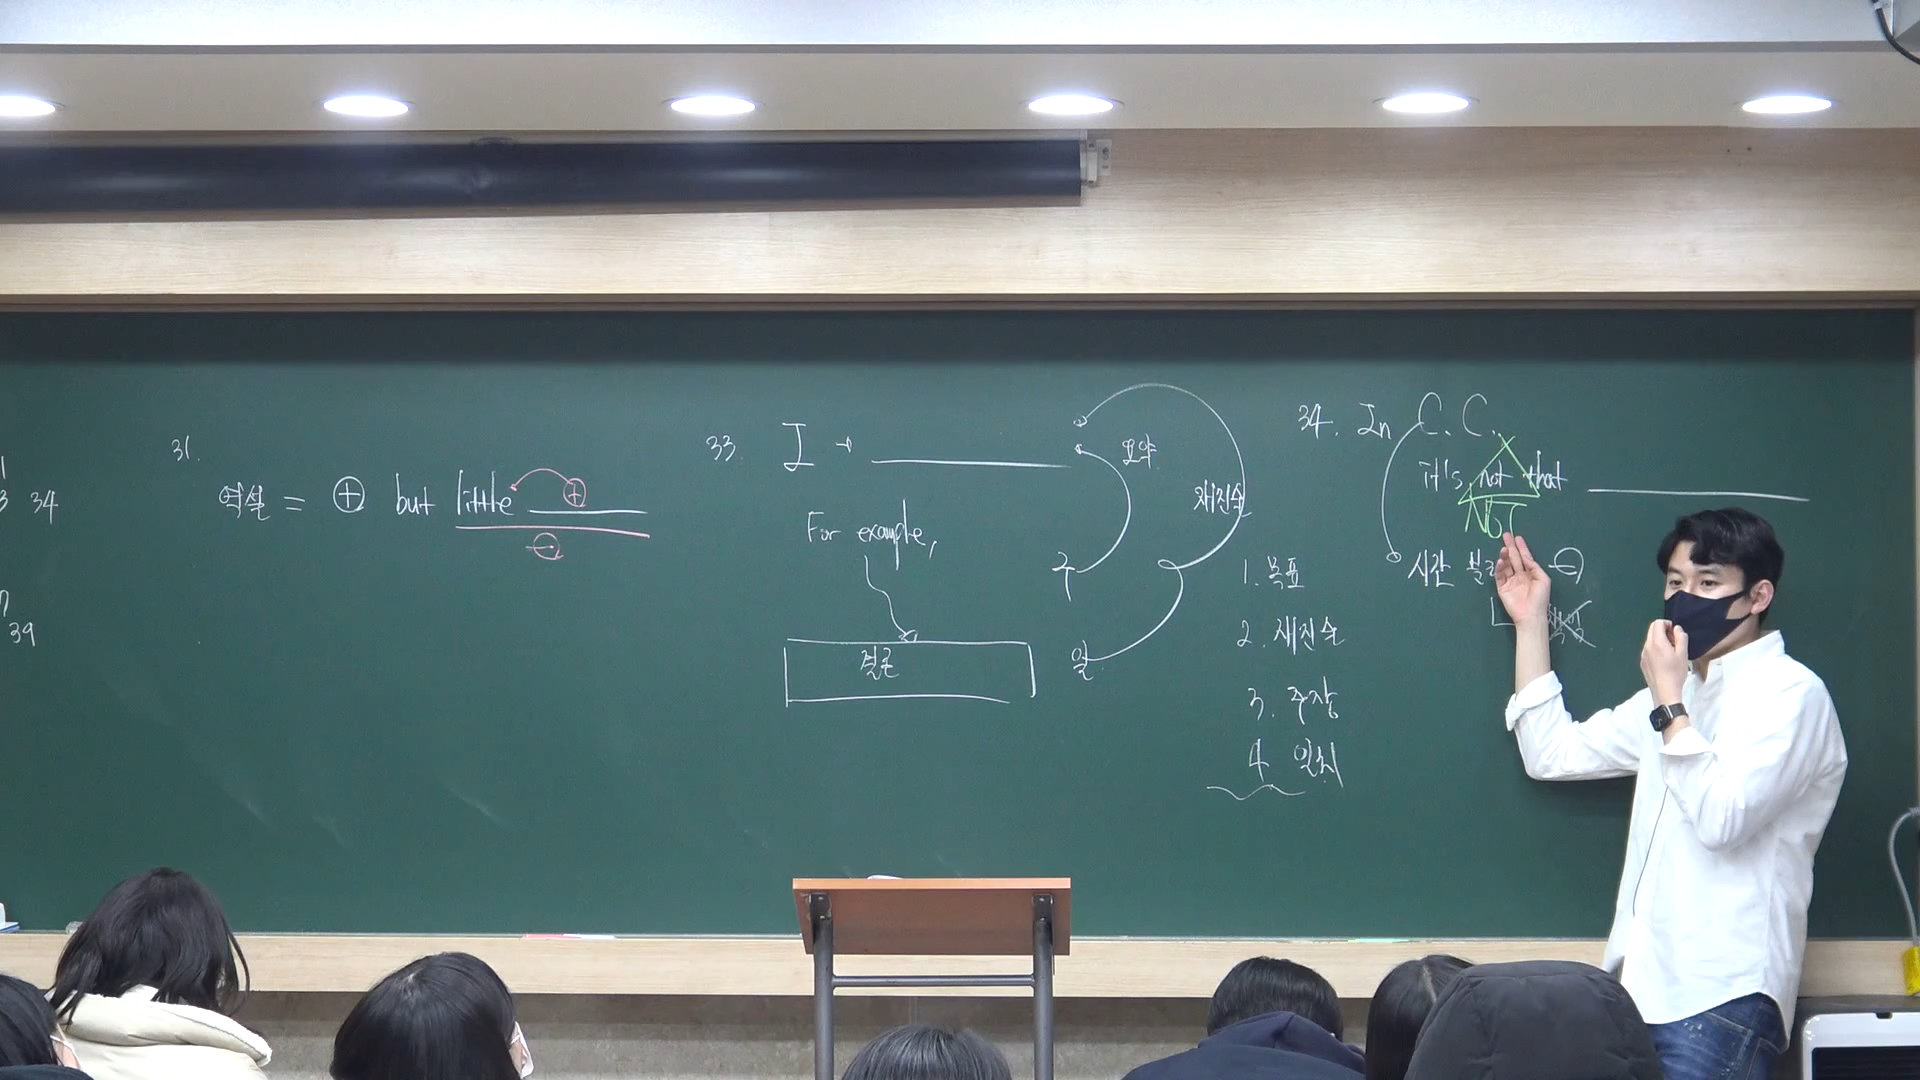 34
39
31.
역설 = ⊕ but little ⊕
⊖
33. I →
요약
재진술
For example,
주
결론
일
1. 목표
2. 재진술
3. 주장
4 일치
34. In C.C.
it's not that
NOT
시간 ⊖